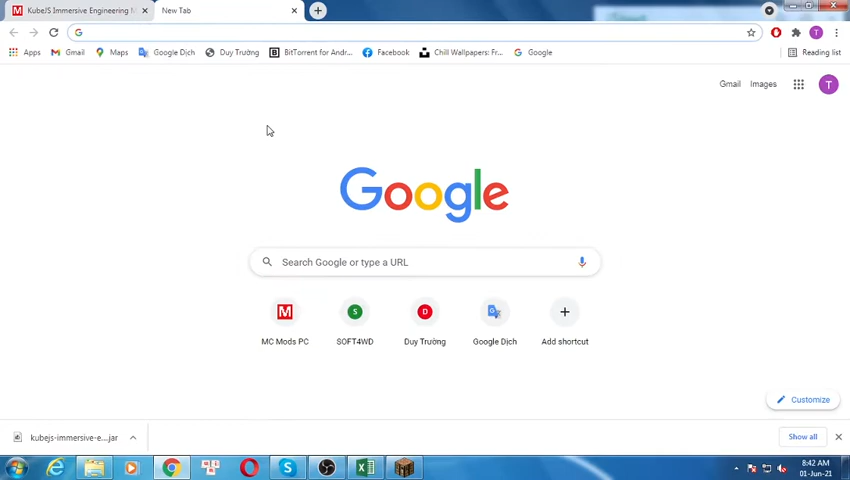 KubeJS Immersive Engineering M
New Tab
Apps
Gmail
Maps
Google Dịch
Duy Trường
BitTorrent for Andr...
Facebook
Chill Wallpapers: Fr...
Google
Reading list
Gmail
Images
T
Google
Search Google or type a URL
MC Mods PC
SOFT4WD
Duy Trường
Google Dịch
Add shortcut
Customize
kubejs-immersive-e....jar
Show all
8:42 AM
01-Jun-21